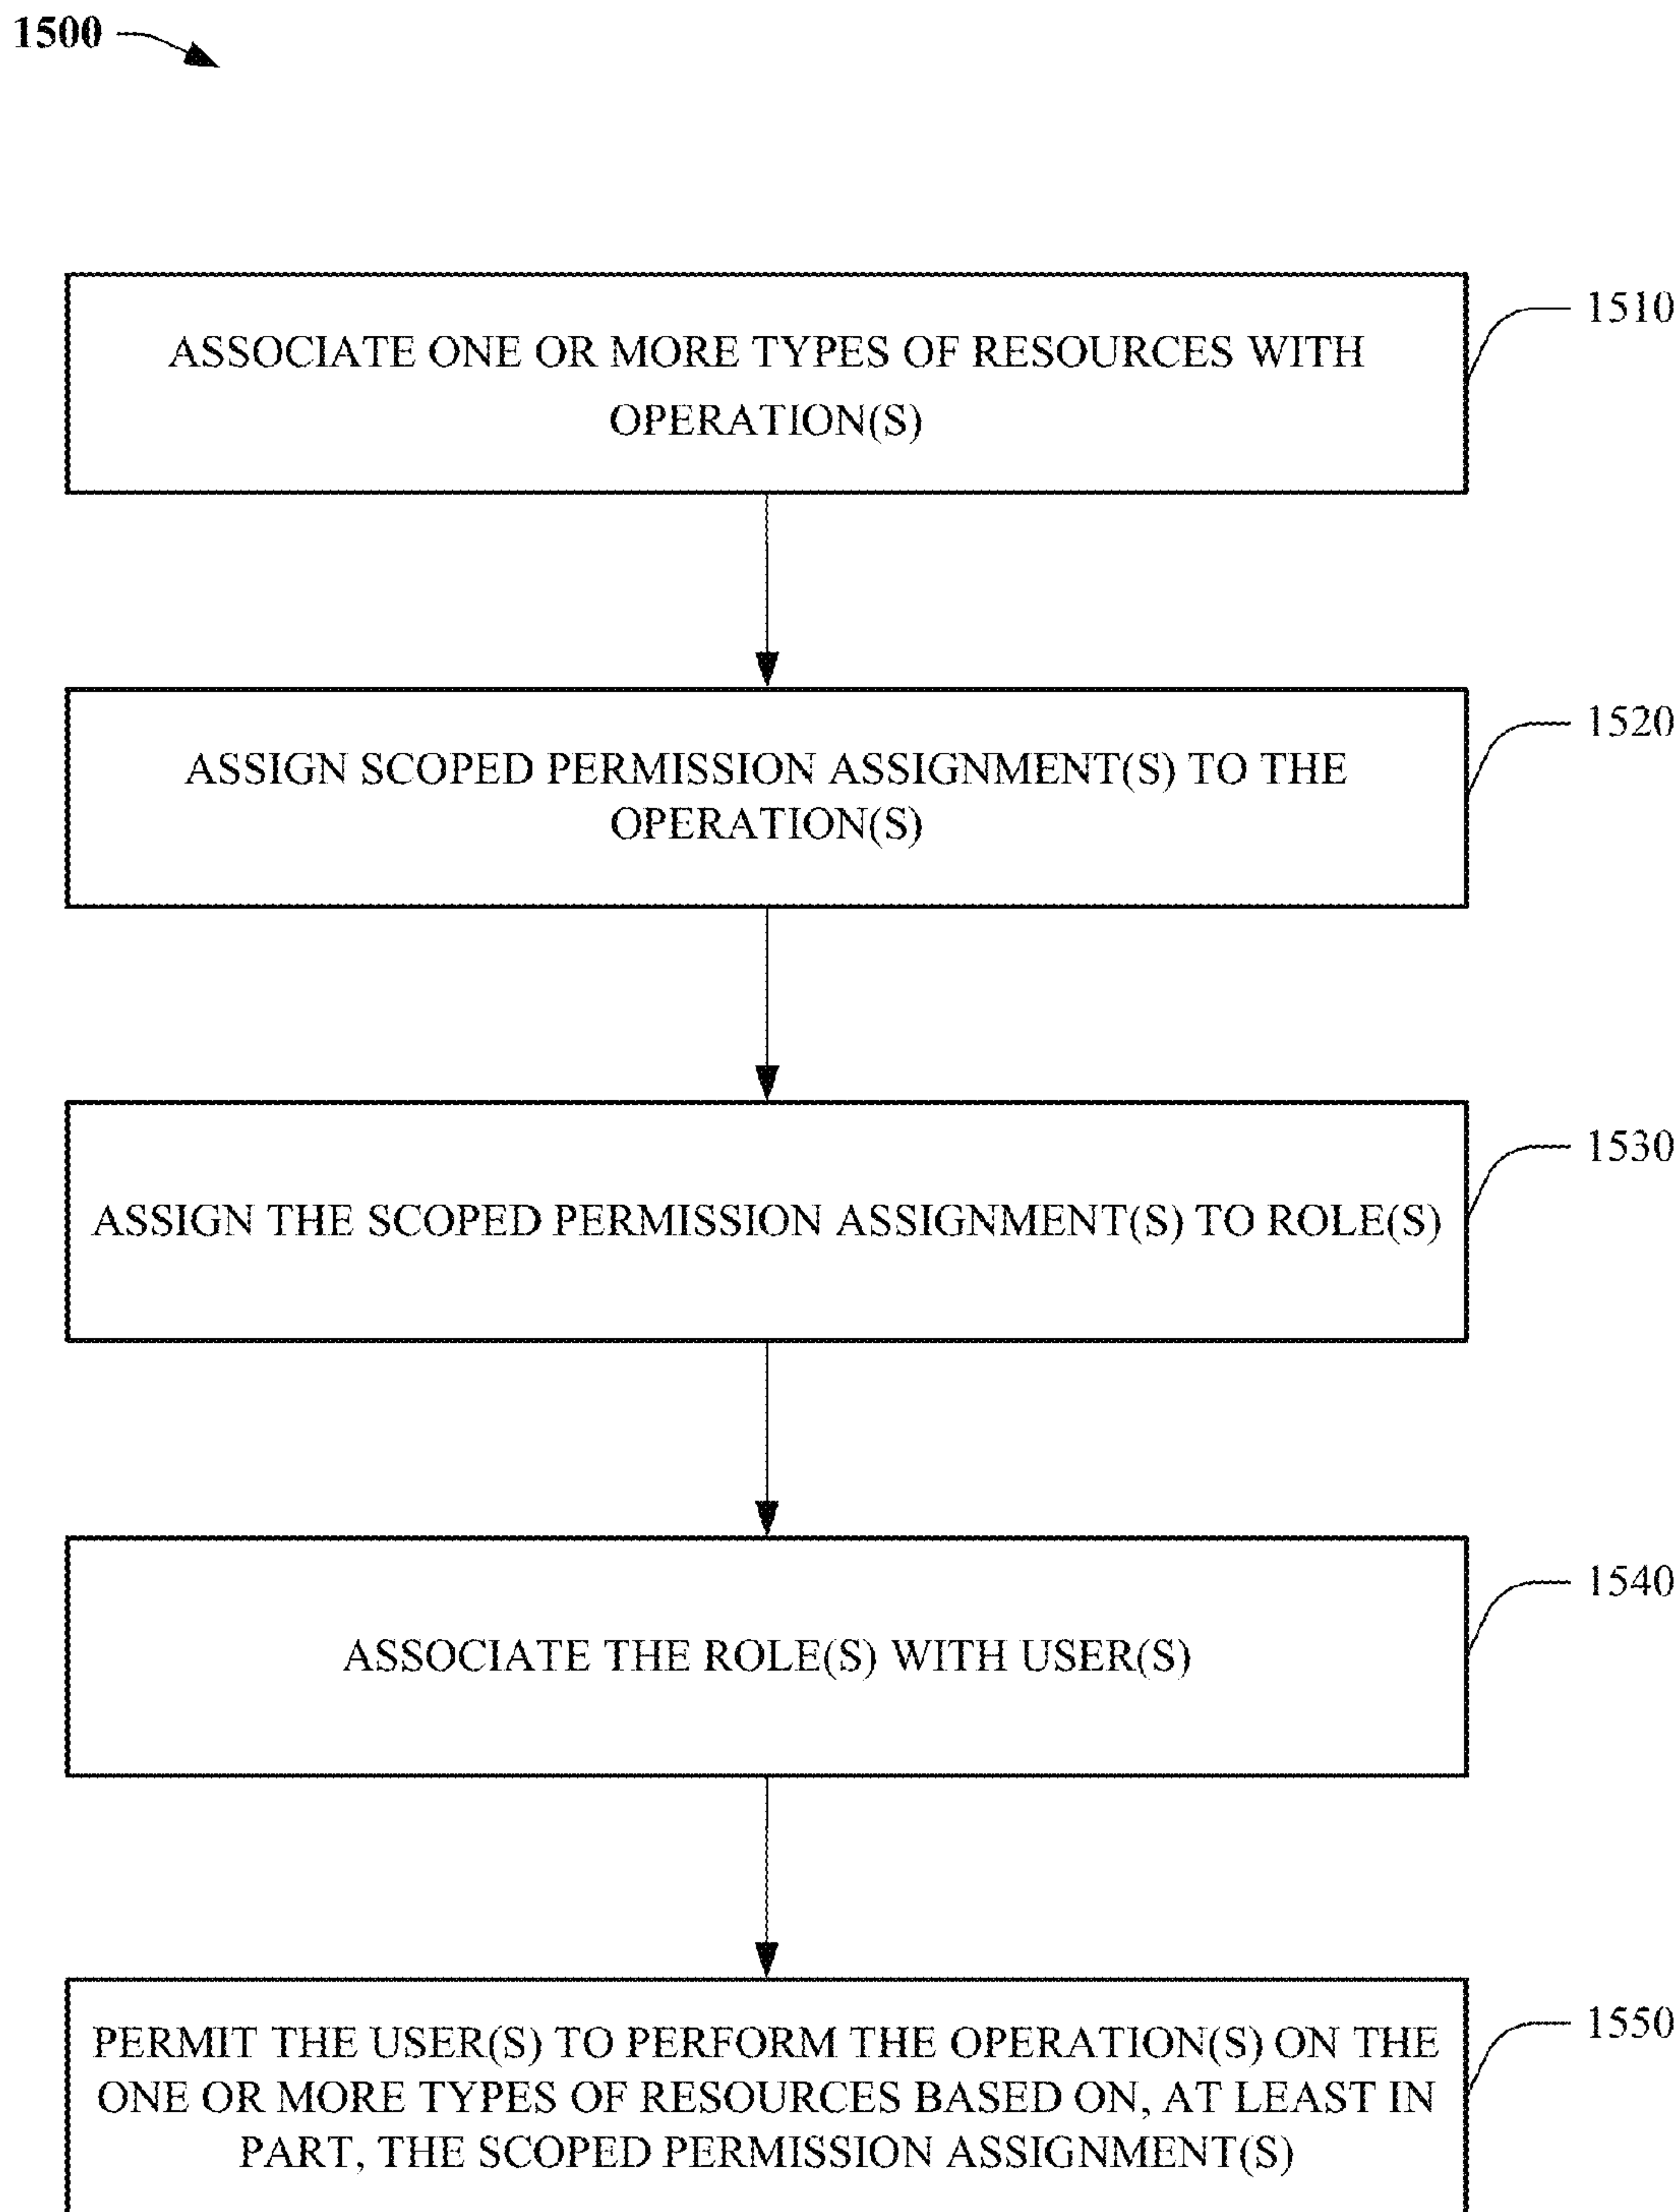 1500
ASSOCIATE ONE OR MORE TYPES OF RESOURCES WITH
OPERATION(S)
1510
ASSIGN SCOPED PERMISSION ASSIGNMENT(S) TO THE
OPERATION(S)
1520
ASSIGN THE SCOPED PERMISSION ASSIGNMENT(S) TO ROLE(S)
1530
ASSOCIATE THE ROLE(S) WITH USER(S)
1540
PERMIT THE USER(S) TO PERFORM THE OPERATION(S) ON THE
ONE OR MORE TYPES OF RESOURCES BASED ON, AT LEAST IN
PART, THE SCOPED PERMISSION ASSIGNMENT(S)
1550